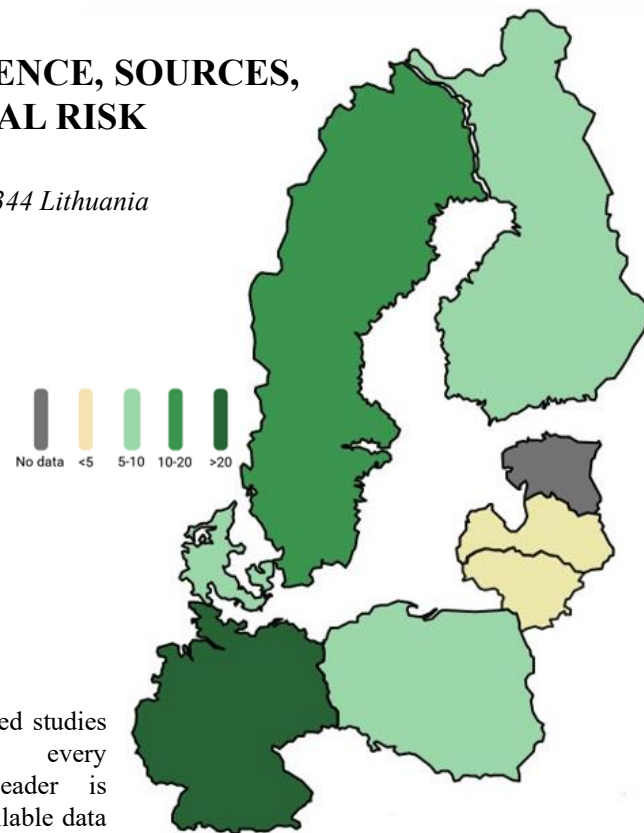 ENCE, SOURCES,
AL RISK
344 Lithuania
No data <5 5-10 10-20 >20
ed studies
every
eader is
ilable data